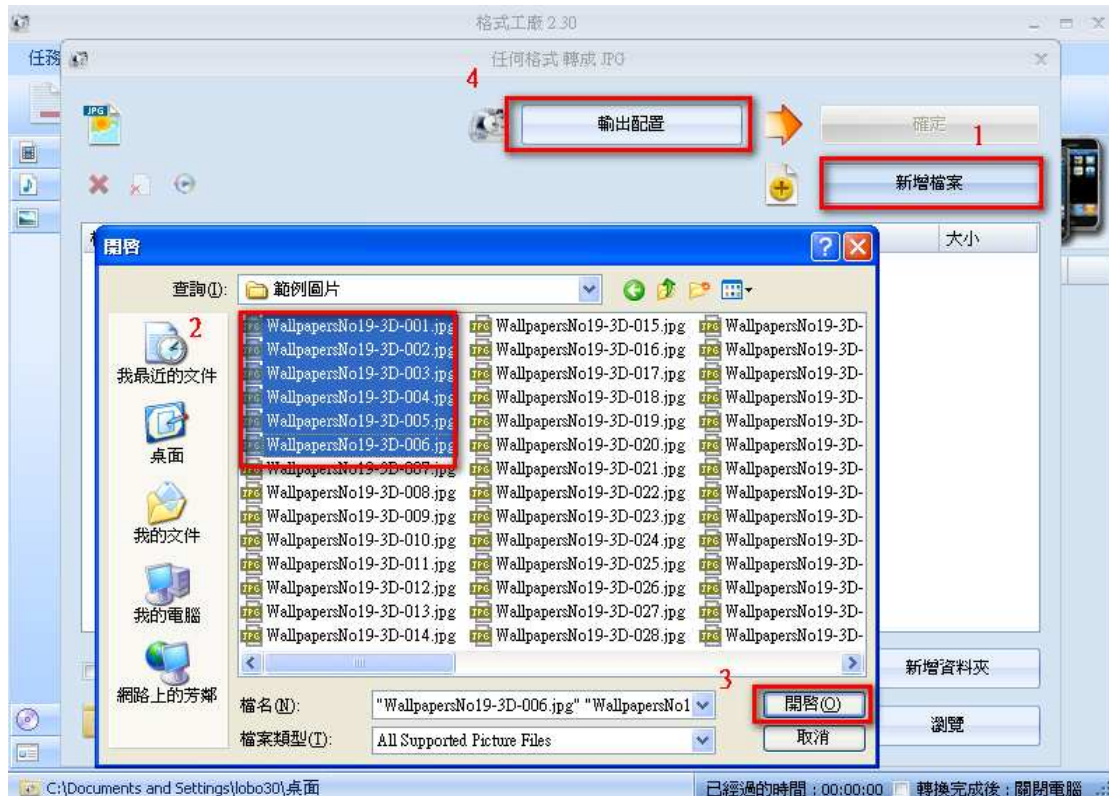 格式工廠 2.30
任務
任何格式 轉成 JPG
4
輸出配置
確定
1
JPG
新增檔案
大小
開啓
查詢(I):
範例圖片
2
我最近的文件
桌面
我的文件
我的電腦
網路上的芳鄰
WallpapersNo19-3D-001.jpg WallpapersNo19-3D-015.jpg WallpapersNo19-3D-
WallpapersNo19-3D-002.jpg WallpapersNo19-3D-016.jpg WallpapersNo19-3D-
WallpapersNo19-3D-003.jpg WallpapersNo19-3D-017.jpg WallpapersNo19-3D-
WallpapersNo19-3D-004.jpg WallpapersNo19-3D-018.jpg WallpapersNo19-3D-
WallpapersNo19-3D-005.jpg WallpapersNo19-3D-019.jpg WallpapersNo19-3D-
WallpapersNo19-3D-006.jpg WallpapersNo19-3D-020.jpg WallpapersNo19-3D-
WallpapersNo19-3D-007.jpg WallpapersNo19-3D-021.jpg WallpapersNo19-3D-
WallpapersNo19-3D-008.jpg WallpapersNo19-3D-022.jpg WallpapersNo19-3D-
WallpapersNo19-3D-009.jpg WallpapersNo19-3D-023.jpg WallpapersNo19-3D-
WallpapersNo19-3D-010.jpg WallpapersNo19-3D-024.jpg WallpapersNo19-3D-
WallpapersNo19-3D-011.jpg WallpapersNo19-3D-025.jpg WallpapersNo19-3D-
WallpapersNo19-3D-012.jpg WallpapersNo19-3D-026.jpg WallpapersNo19-3D-
WallpapersNo19-3D-013.jpg WallpapersNo19-3D-027.jpg WallpapersNo19-3D-
WallpapersNo19-3D-014.jpg WallpapersNo19-3D-028.jpg WallpapersNo19-3D-
新增資料夾
3
檔名(N): "WallpapersNo19-3D-006.jpg" "WallpapersNo1
開啓(O)
瀏覽
檔案類型(T): All Supported Picture Files
取消
C:\Documents and Settings\lobo30\桌面
已經過的時間 : 00:00:00 轉換完成後 : 關閉電腦